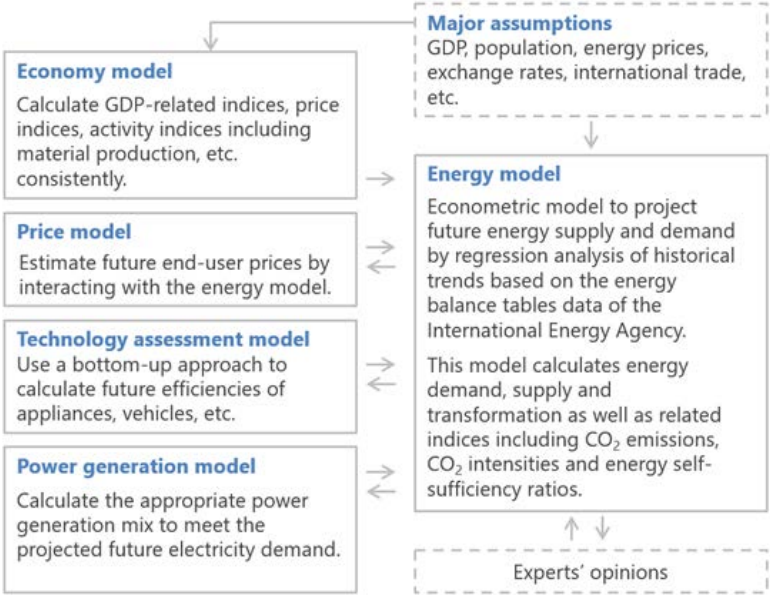 Major assumptions
GDP, population, energy prices,
exchange rates, international trade,
etc.
Economy model
Calculate GDP-related indices, price
indices, activity indices including
material production, etc.
consistently.
Price model
Estimate future end-user prices by
interacting with the energy model.
Technology assessment model
Use a bottom-up approach to
calculate future efficiencies of
appliances, vehicles, etc.
Power generation model
Calculate the appropriate power
generation mix to meet the
projected future electricity demand.
Energy model
Econometric model to project
future energy supply and demand
by regression analysis of historical
trends based on the energy
balance tables data of the
International Energy Agency.
This model calculates energy
demand, supply and
transformation as well as related
indices including CO₂ emissions,
CO₂ intensities and energy self-
sufficiency ratios.
Experts’ opinions